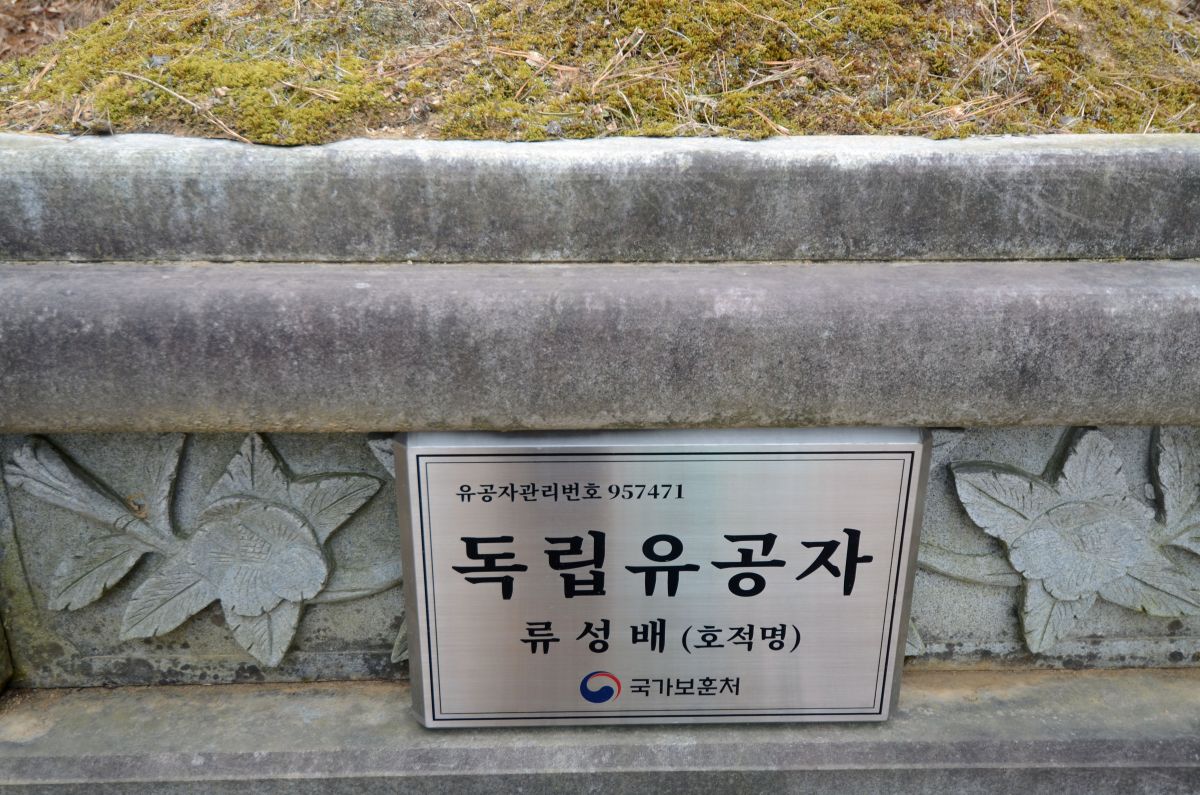 유공자관리번호 957471
독립유공자
류성배 (호적명)
국가보훈처